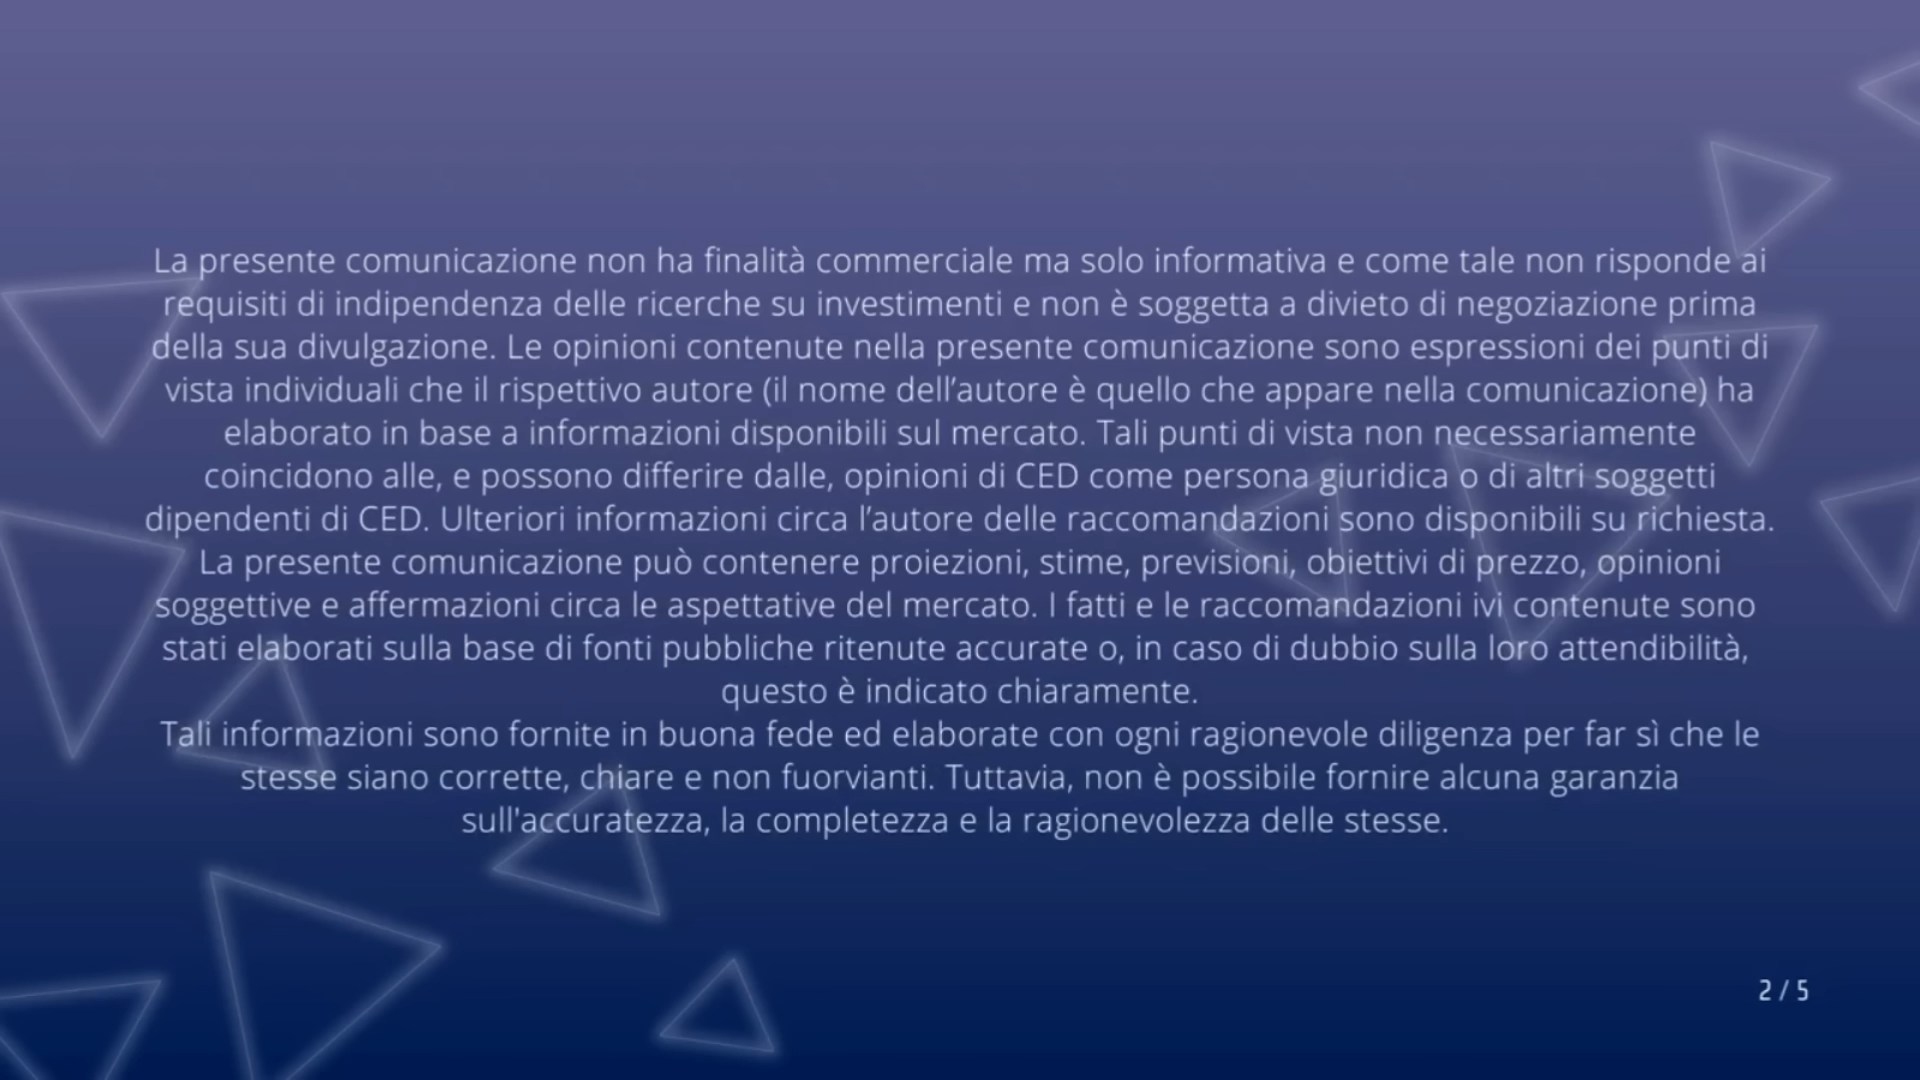 La presente comunicazione non ha finalità commerciale ma solo informativa e come tale non risponde ai
requisiti di indipendenza delle ricerche su investimenti e non è soggetta a divieto di negoziazione prima
della sua divulgazione. Le opinioni contenute nella presente comunicazione sono espressioni dei punti di
vista individuali che il rispettivo autore (il nome dell’autore è quello che appare nella comunicazione) ha
elaborato in base a informazioni disponibili sul mercato. Tali punti di vista non necessariamente
coincidono alle, e possono differire dalle, opinioni di CED come persona giuridica o di altri soggetti
dipendenti di CED. Ulteriori informazioni circa l’autore delle raccomandazioni sono disponibili su richiesta.
La presente comunicazione può contenere proiezioni, stime, previsioni, obiettivi di prezzo, opinioni
soggettive e affermazioni circa le aspettative del mercato. I fatti e le raccomandazioni ivi contenute sono
stati elaborati sulla base di fonti pubbliche ritenute accurate o, in caso di dubbio sulla loro attendibilità,
questo è indicato chiaramente.
Tali informazioni sono fornite in buona fede ed elaborate con ogni ragionevole diligenza per far sì che le
stesse siano corrette, chiare e non fuorvianti. Tuttavia, non è possibile fornire alcuna garanzia
sull'accuratezza, la completezza e la ragionevolezza delle stesse.
2 / 5